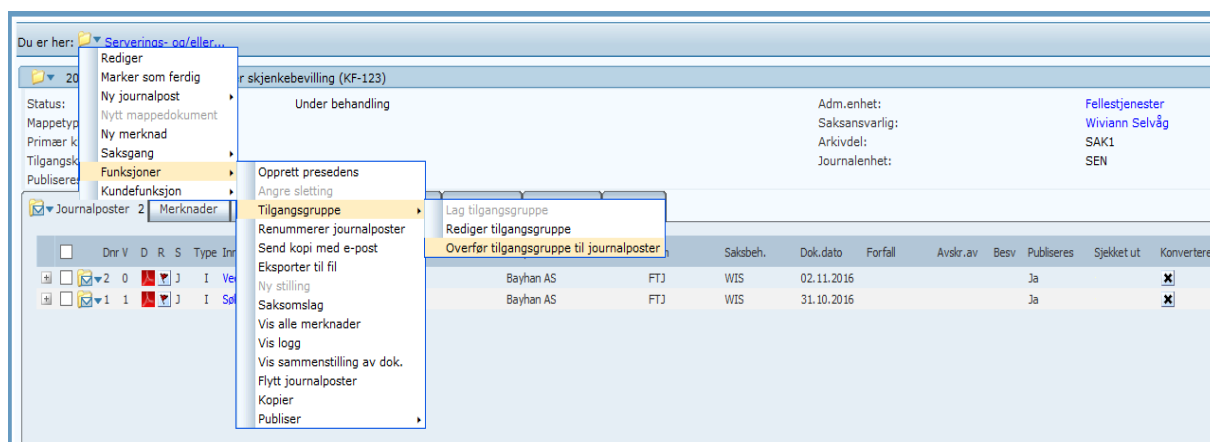 Du er her: Serverings- og/eller...
20 r skjenkebevilling (KF-123)
Rediger
Marker som ferdig
Ny journalpost
Nytt mappedokument
Ny merknad
Saksgang
Funksjoner
Kundefunksjon
Status: Under behandling
Mappetyp
Primær k
Tilgangsk
Publiseres
Adm.enhet: Fellestjenester
Saksansvarlig: Wiviann Selvåg
Arkivdel: SAK1
Journalenhet: SEN
Opprett presedens
Angre sletting
Tilgangsgruppe
Renummerer journalposter
Send kopi med e-post
Eksporter til fil
Ny stilling
Saksomslag
Vis alle merknader
Vis logg
Vis sammenstilling av dok.
Flytt journalposter
Kopier
Publiser
Lag tilgangsgruppe
Rediger tilgangsgruppe
Overfør tilgangsgruppe til journalposter
Journalposter 2 Merknader
Dnr V D R S Type Inn Saksbeh. Dok.dato Forfall Avskr.av Besv Publiseres Sjekket ut Konvertere
2 0 J I Ved Bayhan AS FTJ WIS 02.11.2016 Ja
1 1 J I Søk Bayhan AS FTJ WIS 31.10.2016 Ja